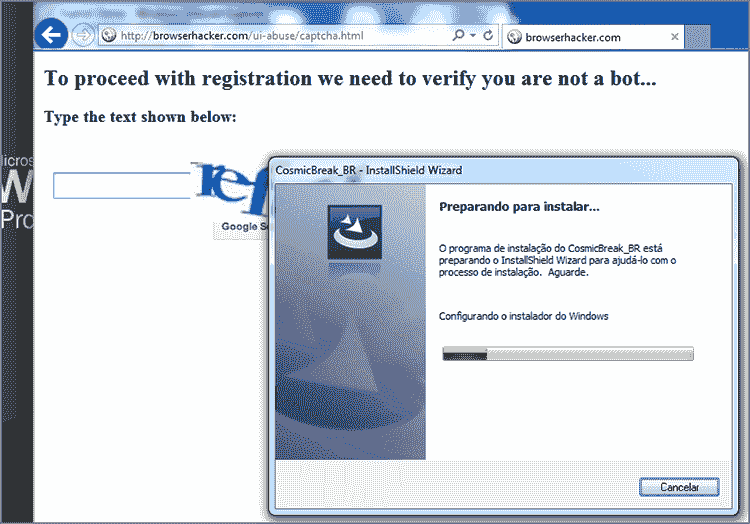 http://browserhacker.com/ui-abuse/captcha.html
browserhacker.com
To proceed with registration we need to verify you are not a bot...
Type the text shown below:
Google
CosmicBreak_BR - InstallShield Wizard
Preparando para instalar...
O programa de instalação do CosmicBreak_BR está
preparando o InstallShield Wizard para ajudá-lo com o
processo de instalação. Aguarde.
Configurando o instalador do Windows
Cancelar